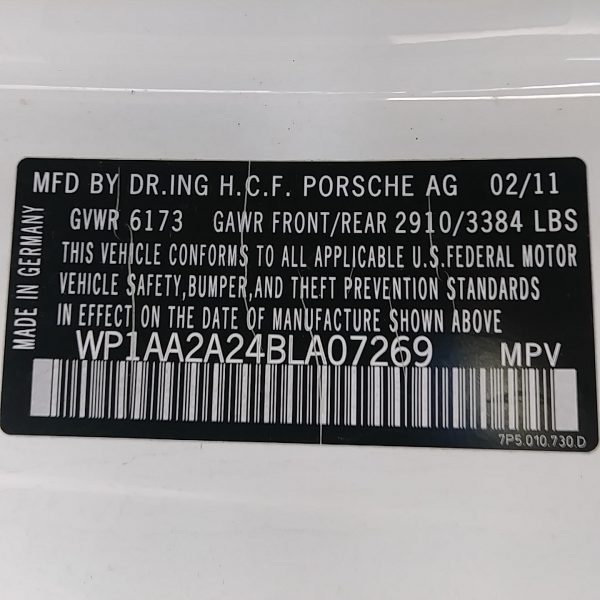 MFD BY DR.ING H.C.F. PORSCHE AG 02/11
GVWR 6173 GAWR FRONT/REAR 2910/3384 LBS
THIS VEHICLE CONFORMS TO ALL APPLICABLE U.S.FEDERAL MOTOR
VEHICLE SAFETY,BUMPER,AND THEFT PREVENTION STANDARDS
IN EFFECT ON THE DATE OF MANUFACTURE SHOWN ABOVE
WP1AA2A24BLA07269 MPV
7P5.010.730.D
MADE IN GERMANY